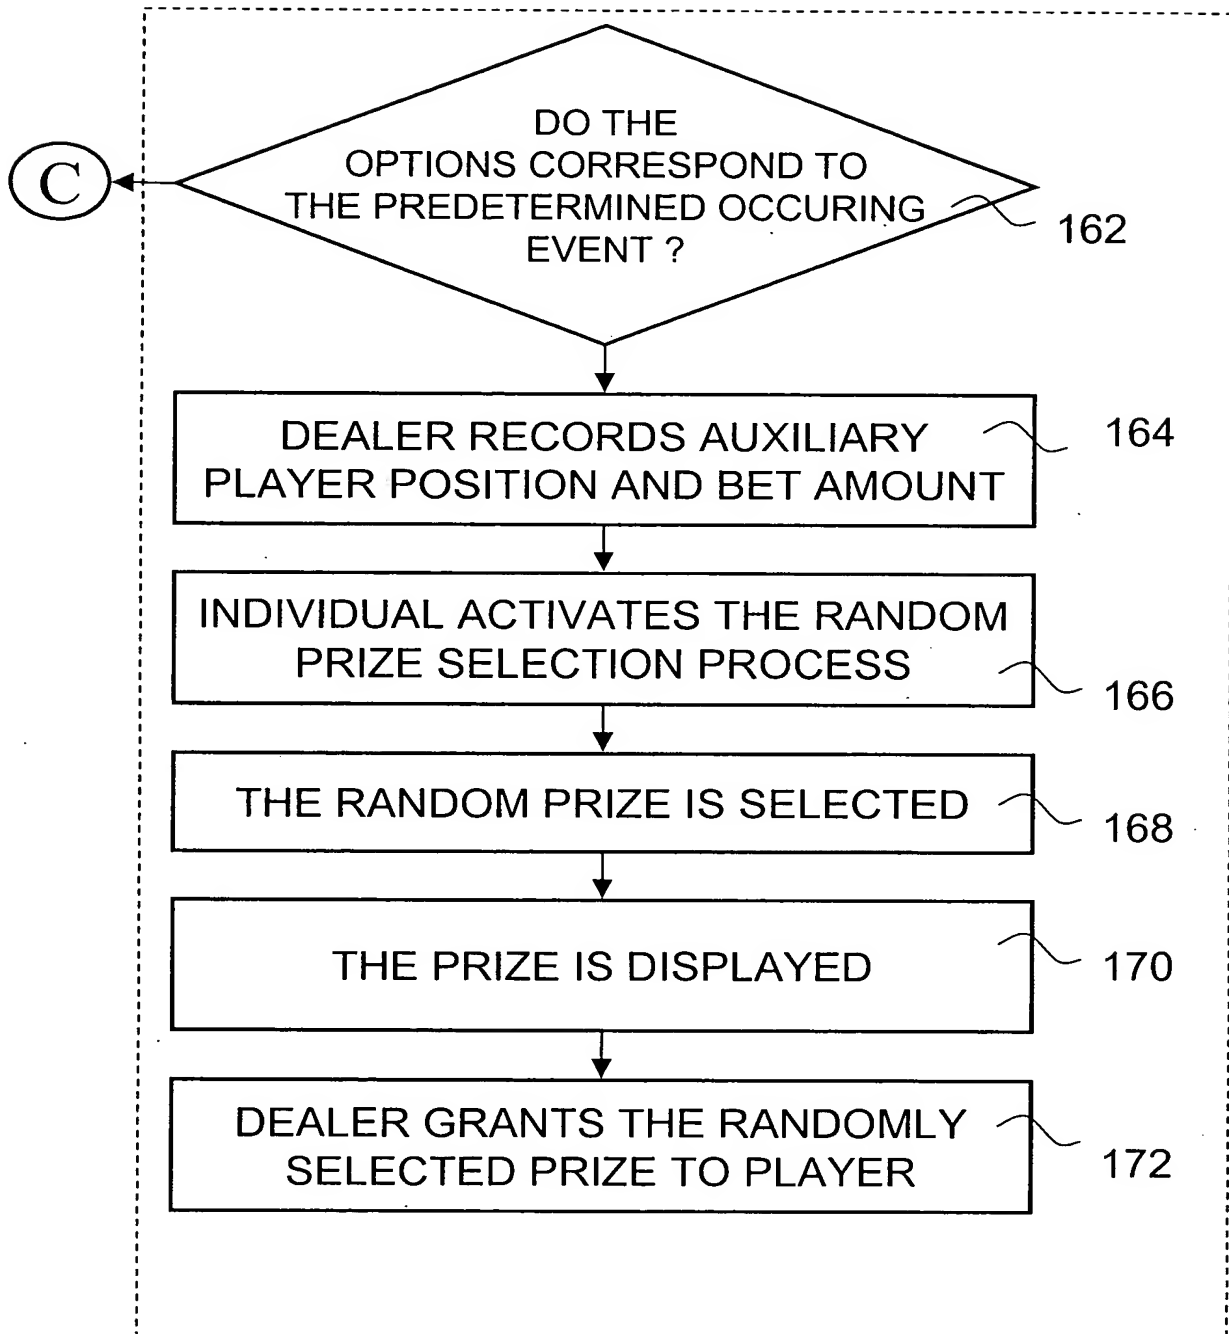 DO THE
OPTIONS CORRESPOND TO
THE PREDETERMINED OCCURING
EVENT ?
C
162
DEALER RECORDS AUXILIARY
PLAYER POSITION AND BET AMOUNT
164
INDIVIDUAL ACTIVATES THE RANDOM
PRIZE SELECTION PROCESS
166
THE RANDOM PRIZE IS SELECTED
168
THE PRIZE IS DISPLAYED
170
DEALER GRANTS THE RANDOMLY
SELECTED PRIZE TO PLAYER
172